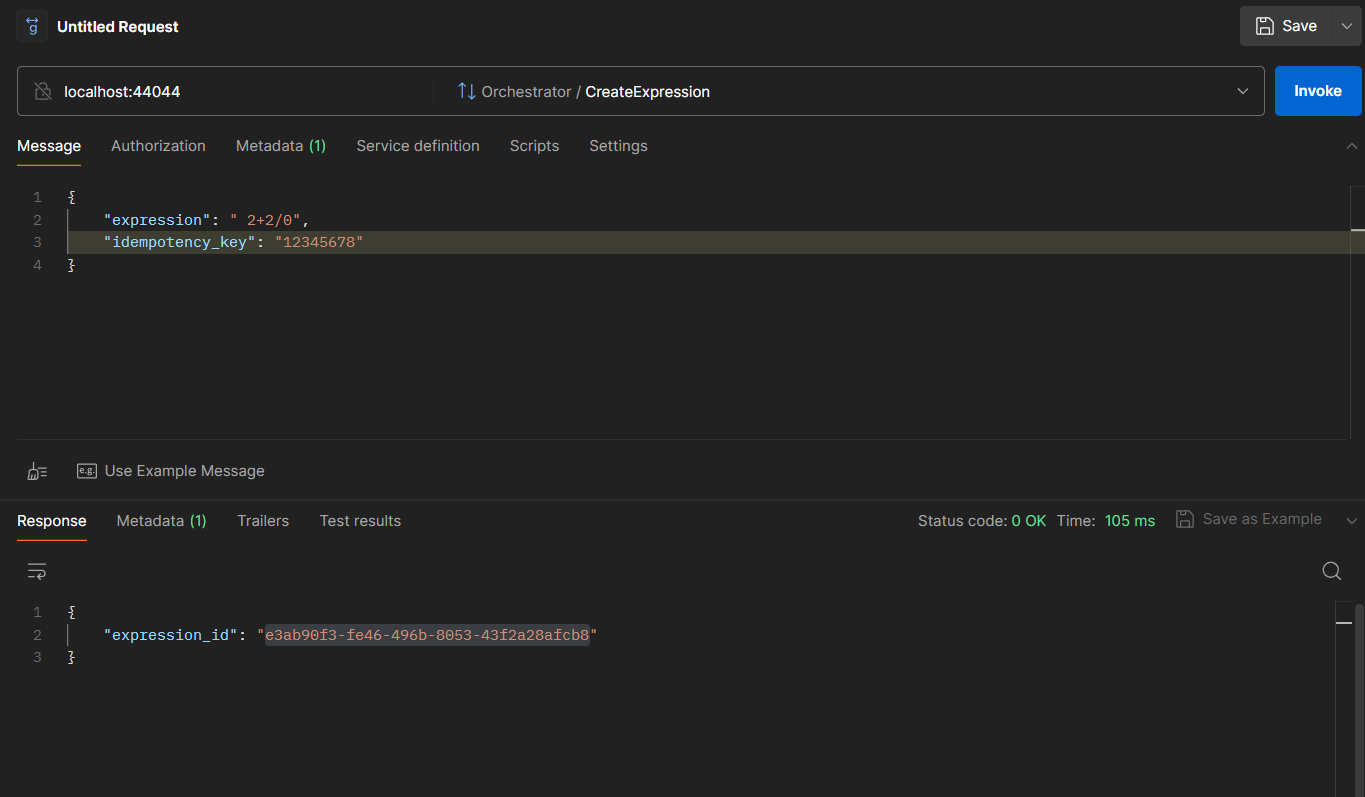 Untitled Request
Save
localhost:44044
Orchestrator / CreateExpression
Invoke
Message Authorization Metadata (1) Service definition Scripts Settings
1 {
2 "expression": " 2+2/0",
3 "idempotency_key": "12345678"
4 }
e.g. Use Example Message
Response Metadata (1) Trailers Test results Status code: 0 OK Time: 105 ms Save as Example
1 {
2 "expression_id": "e3ab90f3-fe46-496b-8053-43f2a28afcb8"
3 }